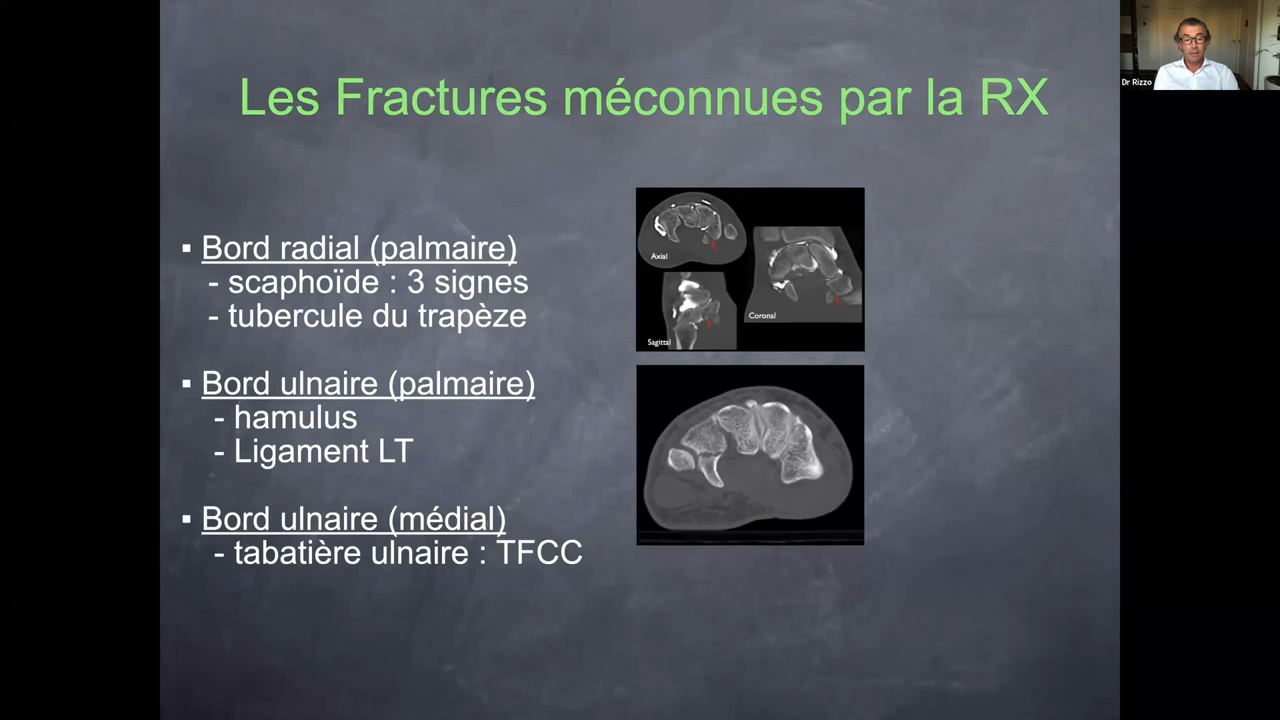 Les Fractures méconnues par la RX
▪ Bord radial (palmaire)
- scaphoïde : 3 signes
- tubercule du trapèze
▪ Bord ulnaire (palmaire)
- hamulus
- Ligament LT
▪ Bord ulnaire (médial)
- tabatière ulnaire : TFCC
Axial
Coronal
Sagittal
Dr Rizzo